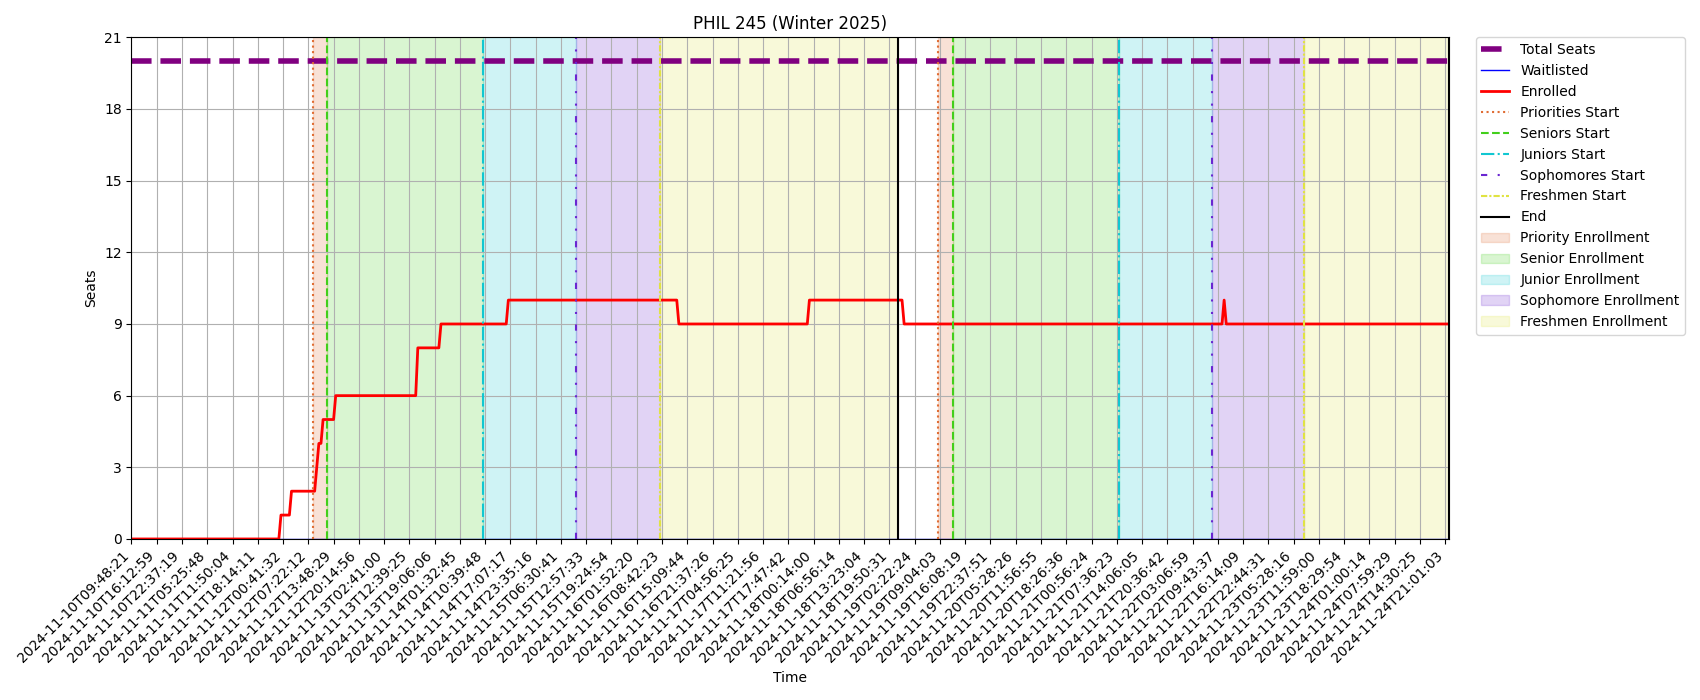 PHIL 245 (Winter 2025)
21
18
15
12
9
6
3
0
Seats
2024-11-10T09:48:21
2024-11-10T16:12:59
2024-11-10T22:37:19
2024-11-11T05:25:48
2024-11-11T11:50:04
2024-11-11T18:14:11
2024-11-12T00:41:32
2024-11-12T07:22:12
2024-11-12T13:48:29
2024-11-12T20:14:56
2024-11-13T02:41:00
2024-11-13T12:39:25
2024-11-13T19:06:06
2024-11-14T01:32:45
2024-11-14T10:39:48
2024-11-14T17:07:17
2024-11-14T23:35:16
2024-11-15T06:30:41
2024-11-15T12:57:33
2024-11-15T19:24:54
2024-11-16T01:52:20
2024-11-16T08:42:23
2024-11-16T15:09:44
2024-11-16T21:37:26
2024-11-17T04:56:25
2024-11-17T11:21:56
2024-11-17T17:47:42
2024-11-18T00:14:00
2024-11-18T06:56:14
2024-11-18T13:23:04
2024-11-18T19:50:31
2024-11-19T02:22:24
2024-11-19T09:04:03
2024-11-19T16:08:19
2024-11-19T22:37:51
2024-11-20T05:28:26
2024-11-20T11:56:55
2024-11-20T18:26:36
2024-11-21T00:56:24
2024-11-21T07:36:23
2024-11-21T14:06:05
2024-11-21T20:36:42
2024-11-22T03:06:59
2024-11-22T09:43:37
2024-11-22T16:14:09
2024-11-22T22:44:31
2024-11-23T05:28:16
2024-11-23T11:59:00
2024-11-23T18:29:54
2024-11-24T01:00:14
2024-11-24T07:59:29
2024-11-24T14:30:25
2024-11-24T21:01:03
Time
Total Seats
Waitlisted
Enrolled
Priorities Start
Seniors Start
Juniors Start
Sophomores Start
Freshmen Start
End
Priority Enrollment
Senior Enrollment
Junior Enrollment
Sophomore Enrollment
Freshmen Enrollment